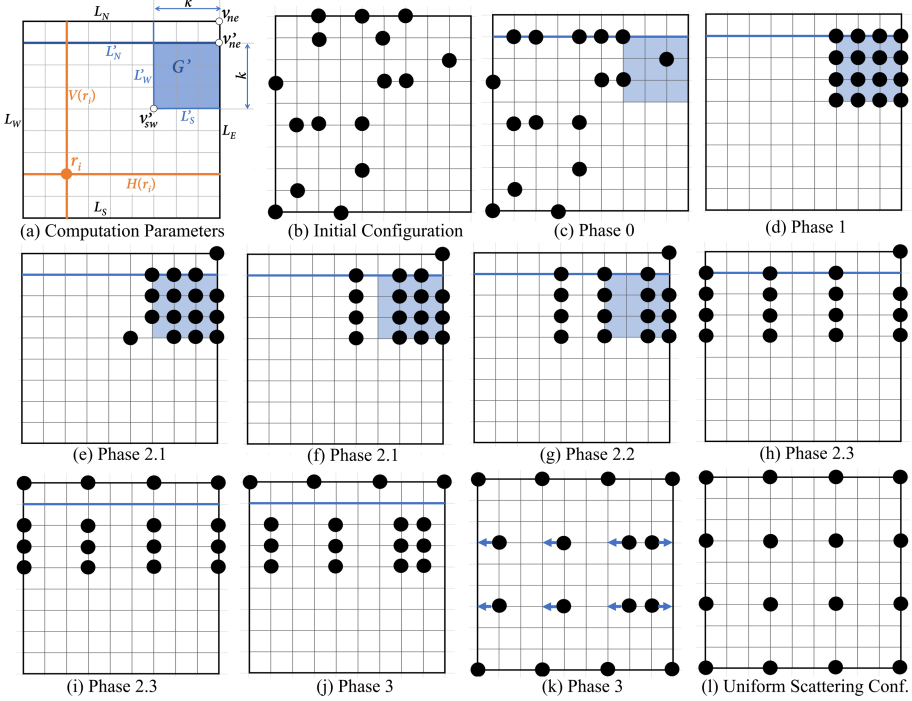 L_N
k
v_ne
v'_ne
L'_N
G'
L'_W
k
V(r_i)
v'_sw
L'_S
L_W
L_E
r_i
H(r_i)
L_S
(a) Computation Parameters
(b) Initial Configuration
(c) Phase 0
(d) Phase 1
(e) Phase 2.1
(f) Phase 2.1
(g) Phase 2.2
(h) Phase 2.3
(i) Phase 2.3
(j) Phase 3
(k) Phase 3
(l) Uniform Scattering Conf.